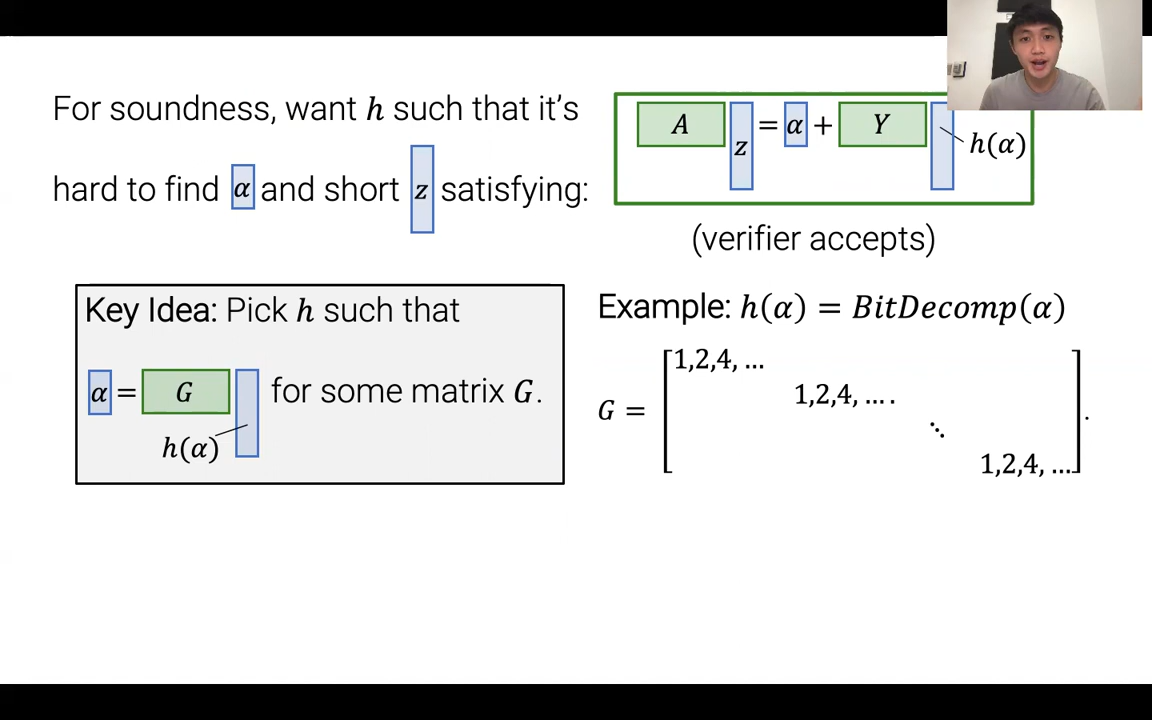 For soundness, want h such that it's
hard to find α and short z satisfying:
A z = α + Y h(α)
(verifier accepts)
Key Idea: Pick h such that
α = G for some matrix G.
h(α)
Example: h(α) = BitDecomp(α)
G = [1,2,4, …
1,2,4, ….
⋱
1,2,4, …].